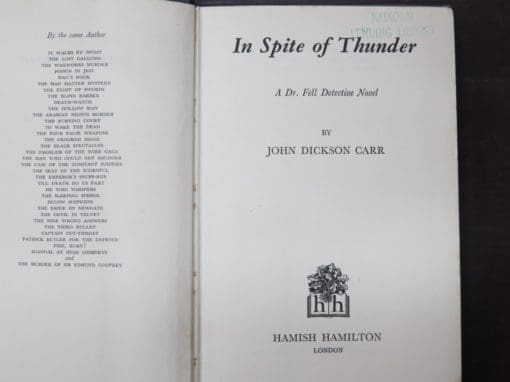 By the same Author
IT WALKS BY NIGHT
THE LOST GALLOWS
THE WAXWORKS MURDER
POISON IN JEST
HAG'S NOOK
THE MAD HATTER MYSTERY
THE EIGHT OF SWORDS
THE BLIND BARBER
DEATH-WATCH
THE HOLLOW MAN
THE ARABIAN NIGHTS MURDER
THE BURNING COURT
TO WAKE THE DEAD
THE FOUR FALSE WEAPONS
THE CROOKED HINGE
THE BLACK SPECTACLES
THE PROBLEM OF THE WIRE CAGE
THE MAN WHO COULD NOT SHUDDER
THE CASE OF THE CONSTANT SUICIDES
THE SEAT OF THE SCORNFUL
THE EMPEROR'S SNUFF-BOX
TILL DEATH DO US PART
HE WHO WHISPERS
THE SLEEPING SPHINX
BELOW SUSPICION
THE BRIDE OF NEWGATE
THE DEVIL IN VELVET
THE NINE WRONG ANSWERS
THE THIRD BULLET
CAPTAIN CUT-THROAT
PATRICK BUTLER FOR THE DEFENCE
FIRE, BURN!
SCANDAL AT HIGH CHIMNEYS
and
THE MURDER OF SIR EDMUND GODFREY
LENDING
In Spite of Thunder
A Dr. Fell Detective Novel
BY
JOHN DICKSON CARR
h h
HAMISH HAMILTON
LONDON